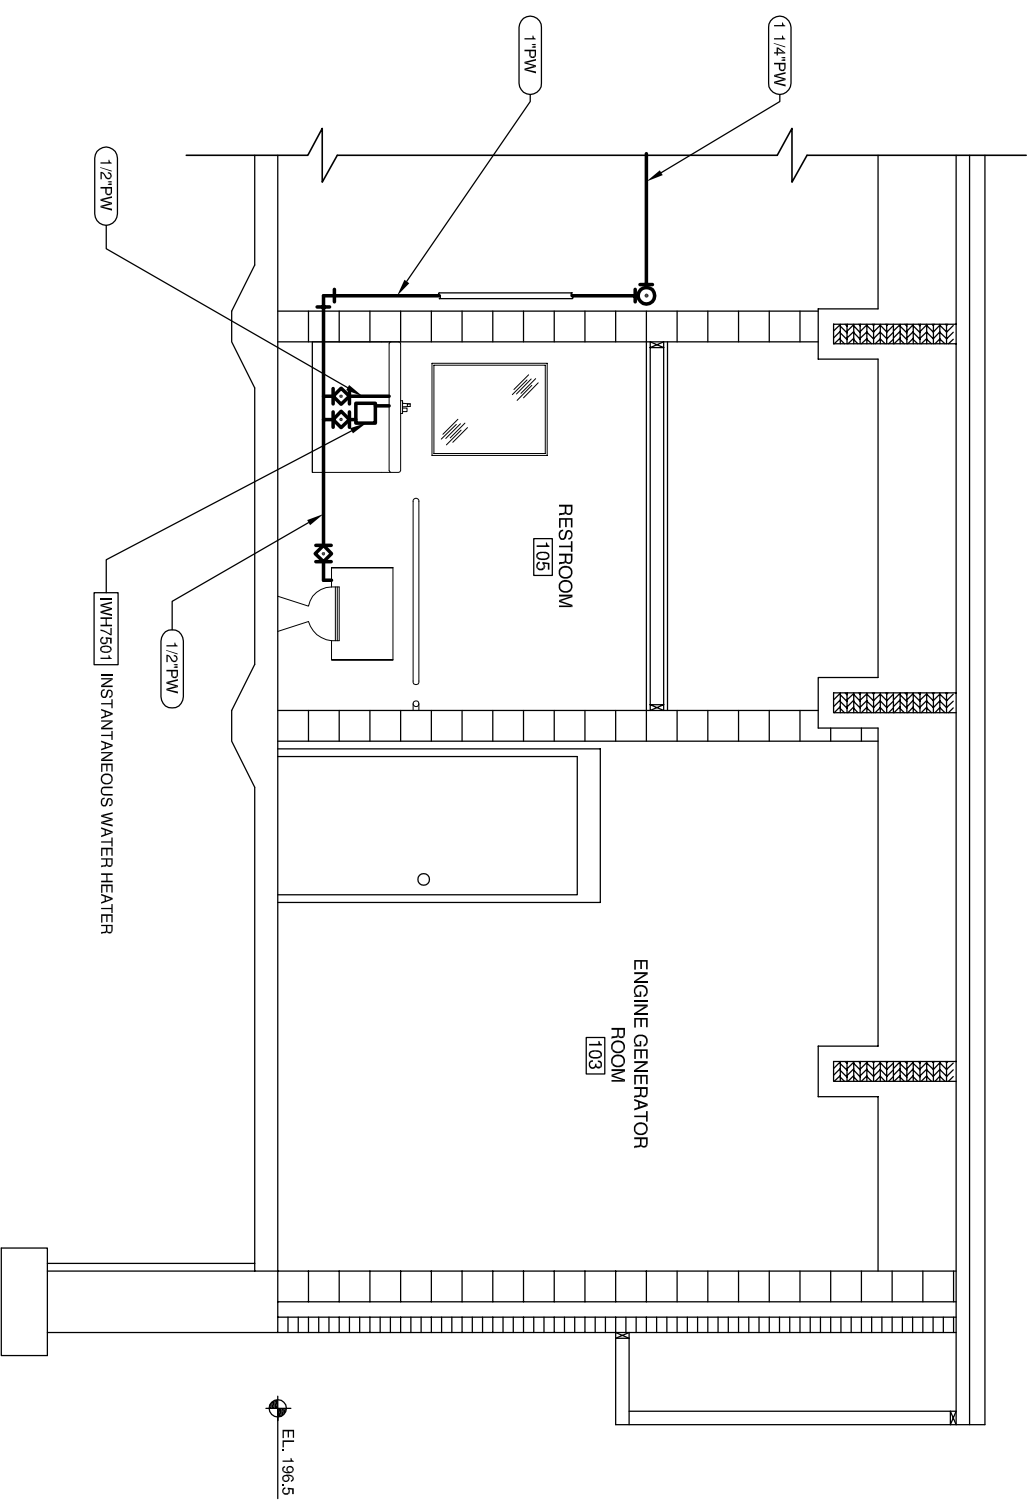 1 1/4"PW
1"PW
1/2"PW
RESTROOM
105
ENGINE GENERATOR
ROOM
103
1/2"PW
IWH7501 INSTANTANEOUS WATER HEATER
EL. 196.5